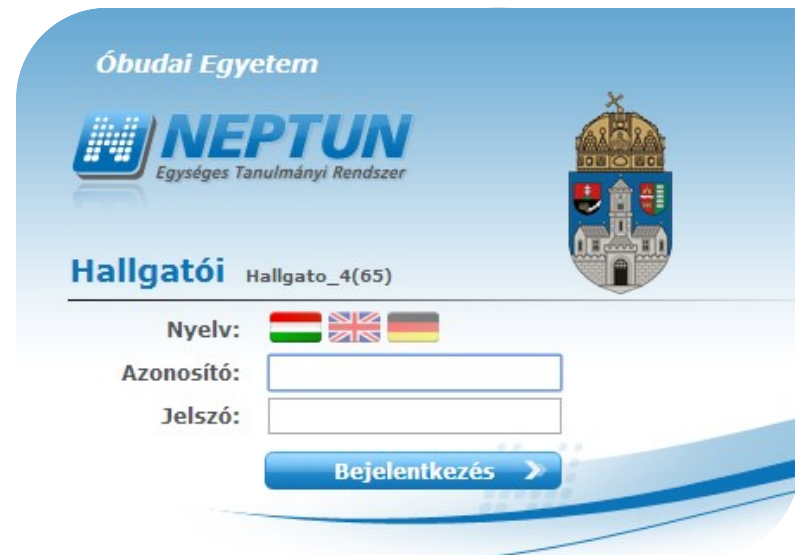 Óbudai Egyetem
NEPTUN
Egységes Tanulmányi Rendszer
Hallgatói Hallgato_4(65)
Nyelv:
Azonosító:
Jelszó:
Bejelentkezés